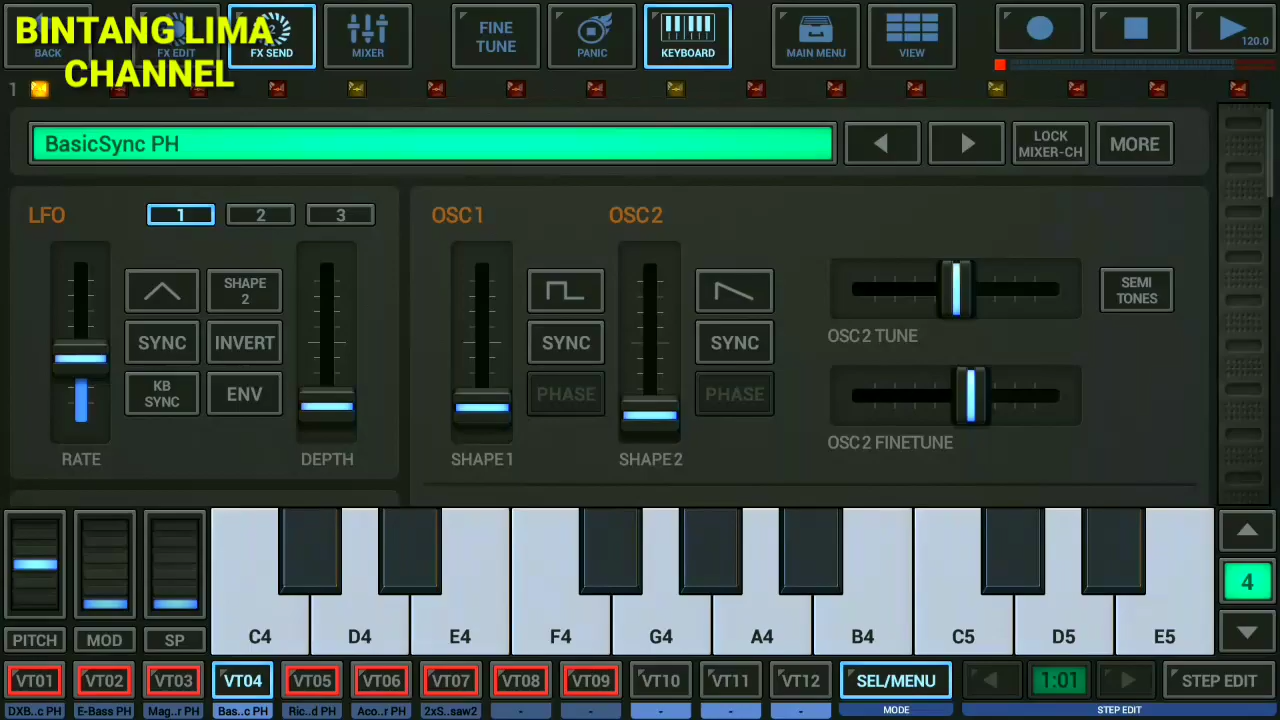 BINTANG LIMA
CHANNEL
BACK
FX EDIT
FX SEND
MIXER
FINE
TUNE
PANIC
KEYBOARD
MAIN MENU
VIEW
120.0
1
BasicSync PH
LOCK
MIXER-CH
MORE
LFO
1
2
3
OSC1
OSC2
SHAPE
2
SEMI
TONES
SYNC
INVERT
SYNC
SYNC
OSC2 TUNE
KB
SYNC
ENV
PHASE
PHASE
OSC2 FINETUNE
RATE
DEPTH
SHAPE1
SHAPE2
4
PITCH
MOD
SP
C4
D4
E4
F4
G4
A4
B4
C5
D5
E5
VT01
VT02
VT03
VT04
VT05
VT06
VT07
VT08
VT09
VT10
VT11
VT12
SEL/MENU
1:01
STEP EDIT
DXB..c PH
E-Bass PH
Mag..r PH
Bas..c PH
Ric..d PH
Aco..r PH
2xS..saw2
-
-
-
-
-
MODE
STEP EDIT